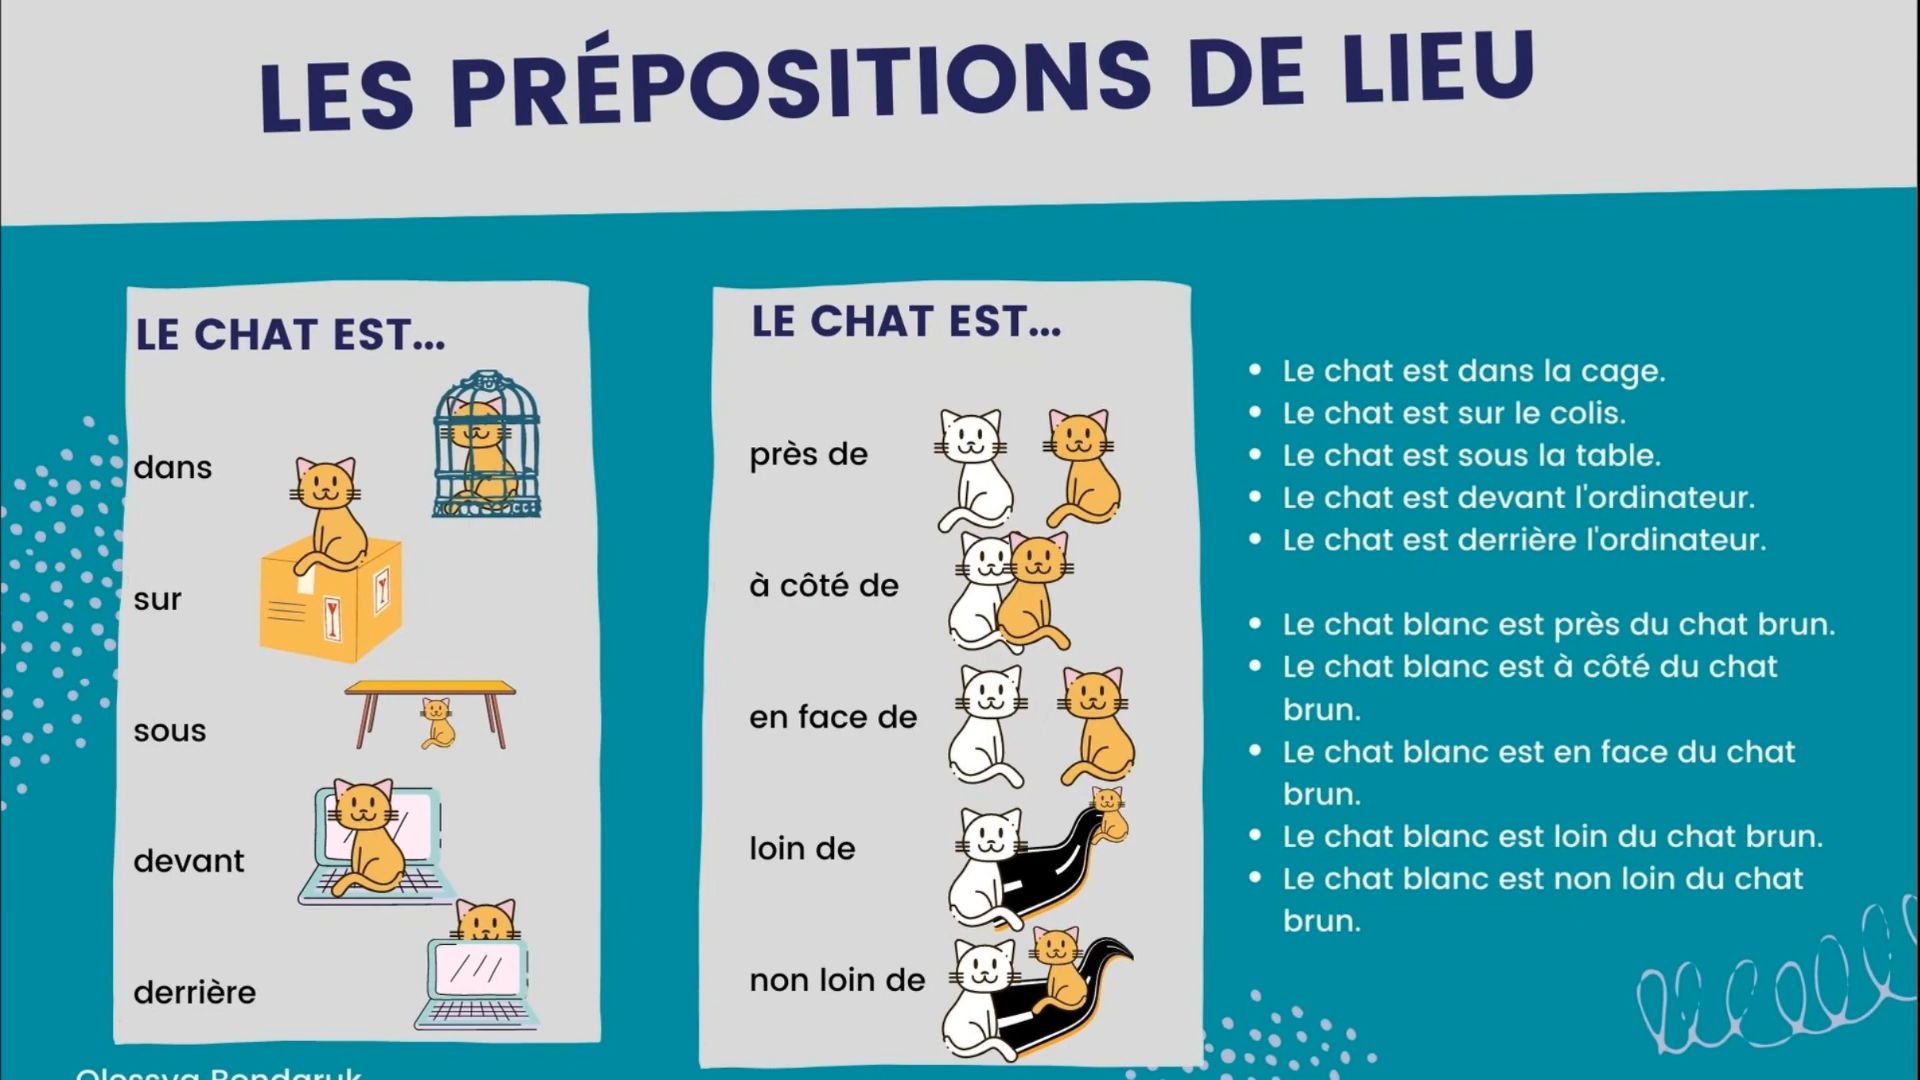 LES PRÉPOSITIONS DE LIEU
LE CHAT EST...
dans
sur
sous
devant
derrière
LE CHAT EST...
près de
à côté de
en face de
loin de
non loin de
• Le chat est dans la cage.
• Le chat est sur le colis.
• Le chat est sous la table.
• Le chat est devant l'ordinateur.
• Le chat est derrière l'ordinateur.
• Le chat blanc est près du chat brun.
• Le chat blanc est à côté du chat
brun.
• Le chat blanc est en face du chat
brun.
• Le chat blanc est loin du chat brun.
• Le chat blanc est non loin du chat
brun.
Olessya Bondaruk